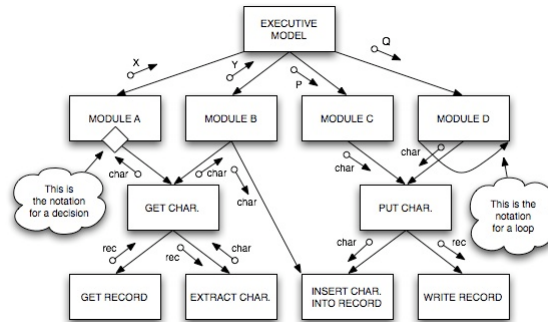 EXECUTIVE
MODEL
X
Y
P
Q
MODULE A
MODULE B
MODULE C
MODULE D
This is
the notation
for a decision
char
char
char
char
char
GET CHAR.
PUT CHAR.
This is
the notation
for a loop
rec
rec
char
char
rec
GET RECORD
EXTRACT CHAR.
INSERT CHAR.
INTO RECORD
WRITE RECORD